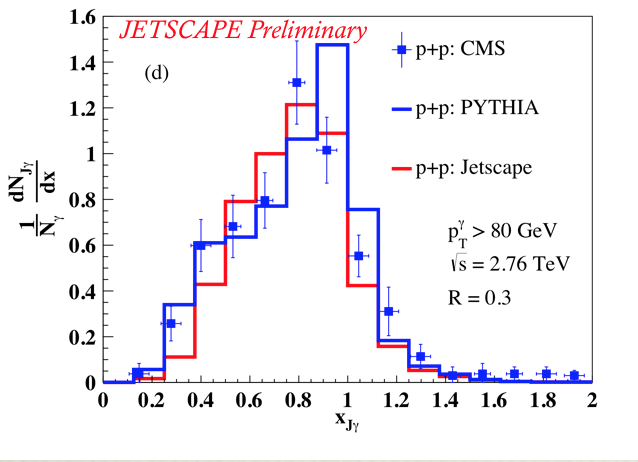 JETSCAPE Preliminary
(d)
p+p: CMS
p+p: PYTHIA
p+p: Jetscape
p_T^γ > 80 GeV
√s = 2.76 TeV
R = 0.3
1/N_γ dN_Jγ/dx
1.6
1.4
1.2
1
0.8
0.6
0.4
0.2
0
0 0.2 0.4 0.6 0.8 1 1.2 1.4 1.6 1.8 2
x_Jγ